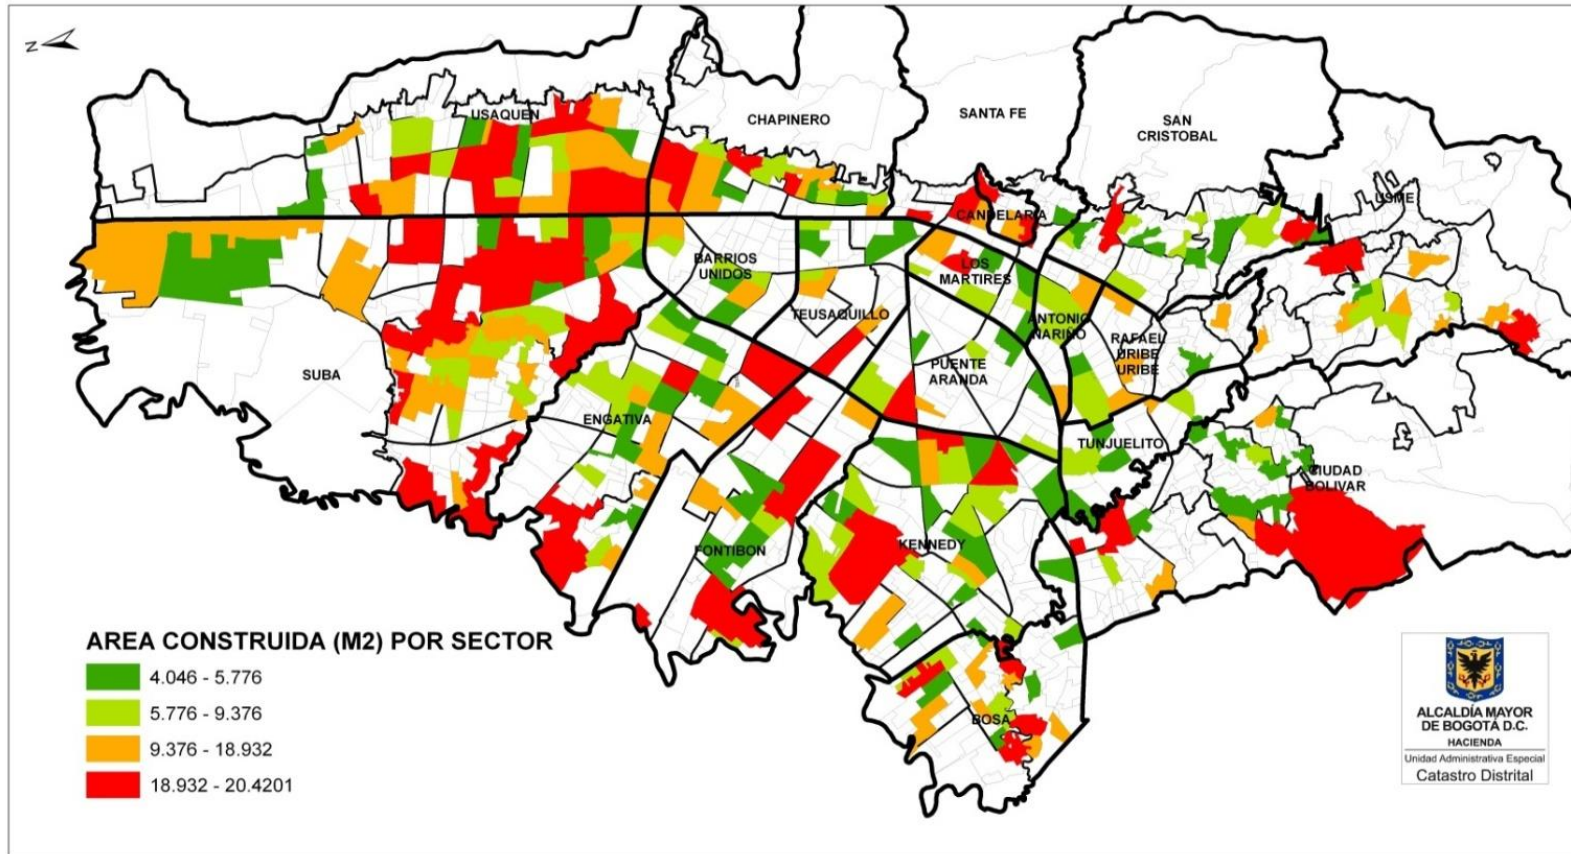 N
USAQUEN
CHAPINERO
SANTA FE
SAN
CRISTOBAL
USME
CANDELARIA
BARRIOS
UNIDOS
LOS
MARTIRES
TEUSAQUILLO
ANTONIO
NARIÑO
RAFAEL
URIBE
URIBE
PUENTE
ARANDA
SUBA
ENGATIVA
TUNJUELITO
CIUDAD
BOLIVAR
FONTIBON
KENNEDY
BOSA
AREA CONSTRUIDA (M2) POR SECTOR
4.046 - 5.776
5.776 - 9.376
9.376 - 18.932
18.932 - 20.4201
ALCALDÍA MAYOR
DE BOGOTÁ D.C.
HACIENDA
Unidad Administrativa Especial
Catastro Distrital